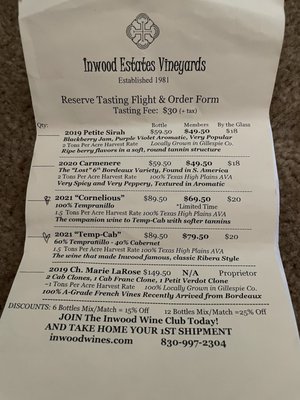 Inwood Estates Vineyards
Established 1981
Reserve Tasting Flight & Order Form
Tasting Fee: $30 (+ tax)
Qty: Bottle Members By the Glass
2019 Petite Sirah $59.50 $49.50 $18
Blackberry Jam, Purple Violet Aromatic, Very Popular
2 Tons Per Acre Harvest Rate Locally Grown in Gillespie Co.
Ripe berry flavors in a soft, round tannin structure
2020 Carmenere $59.50 $49.50 $18
The "Lost" 6th Bordeaux Variety, Found in S. America
2 Tons Per Acre Harvest Rate 100% Texas High Plains AVA
Very Spicy and Very Peppery, Textured in Aromatic
2021 "Cornelious" $89.50 $69.50 $20
100% Tempranillo *Limited Time
1.5 Tons Per Acre Harvest Rate 100% Texas High Plains AVA
The companion wine to Temp-Cab with softer tannins
2021 "Temp-Cab" $89.50 $79.50 $20
60% Tempranillo - 40% Cabernet
1.5 Tons Per Acre Harvest Rate *100% Texas High Plains AVA
The wine that made Inwood famous, classic Ribera Style
2019 Ch. Marie LaRose $149.50 N/A Proprietor
2 Cab Clones, 1 Cab Franc Clone, 1 Petit Verdot Clone
~1 Tons Per Acre Harvest Rate 100% Locally Grown in Gillespie Co.
100% A-Grade French Vines Recently Arrived from Bordeaux
DISCOUNTS: 6 Bottles Mix/Match = 15% Off 12 Bottles Mix/Match =25% off
JOIN The Inwood Wine Club Today!
AND TAKE HOME YOUR 1ST SHIPMENT
inwoodwines.com 830-997-2304